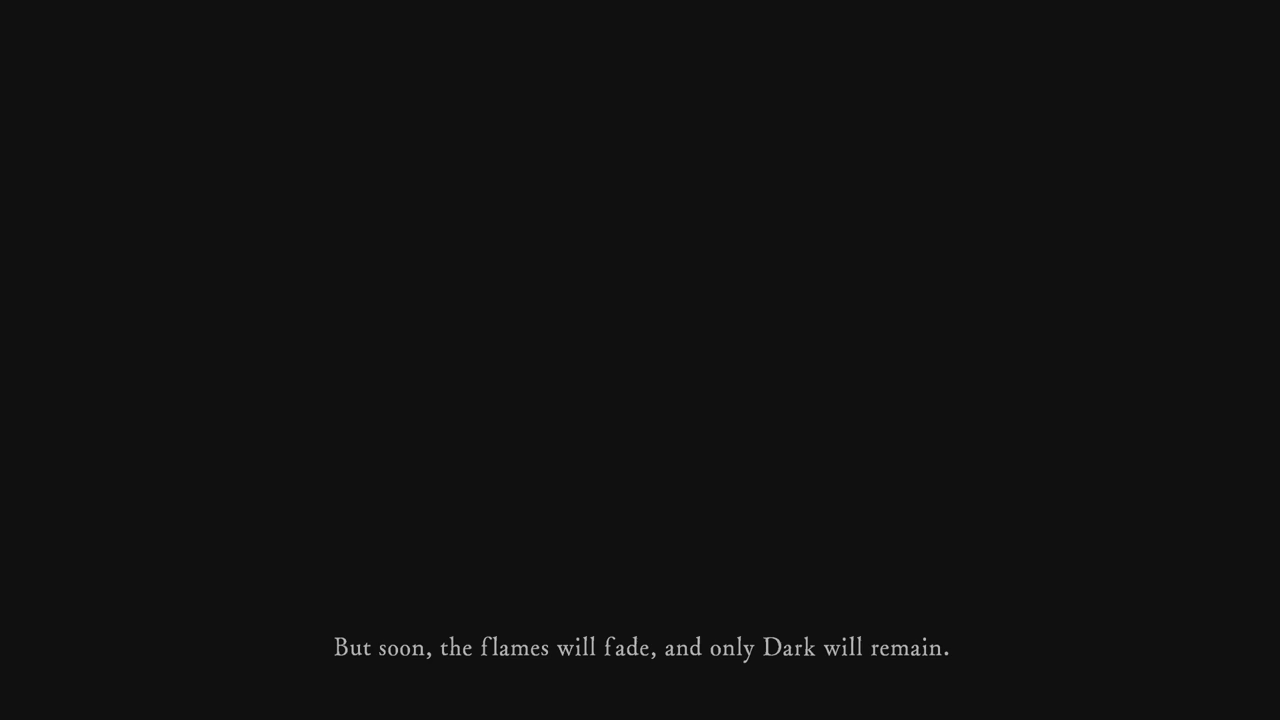 But soon, the flames will fade, and only Dark will remain.